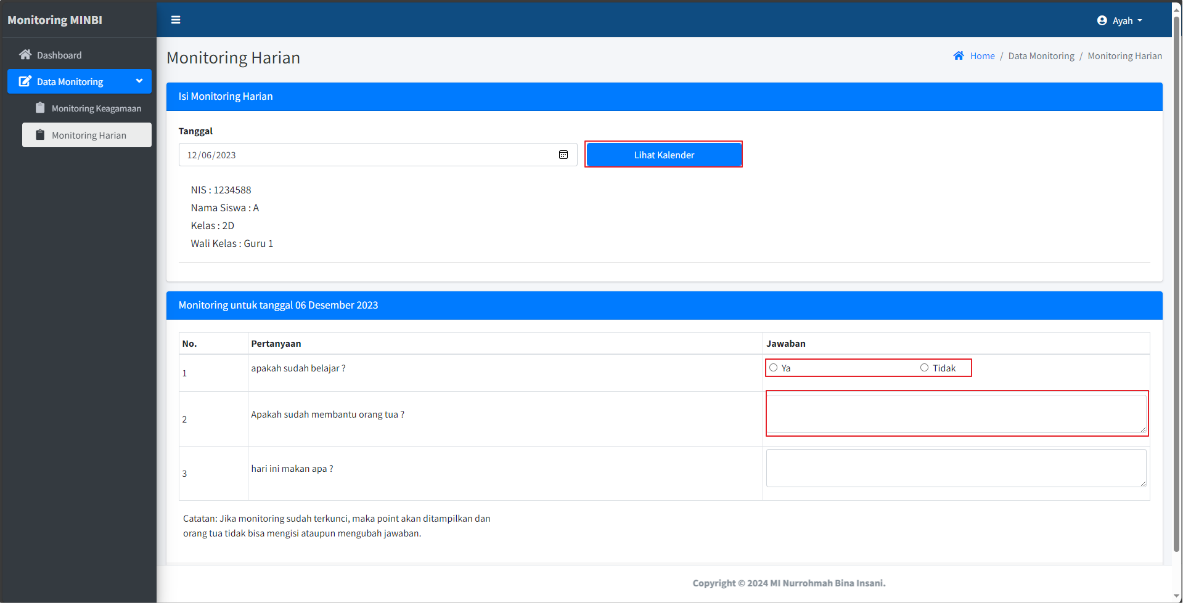 Monitoring MINBI
Ayah
Dashboard
Data Monitoring
Monitoring Keagamaan
Monitoring Harian
Monitoring Harian
Home / Data Monitoring / Monitoring Harian
Isi Monitoring Harian
Tanggal
12/06/2023
Lihat Kalender
NIS : 1234588
Nama Siswa : A
Kelas : 2D
Wali Kelas : Guru 1
Monitoring untuk tanggal 06 Desember 2023
No. Pertanyaan Jawaban
1 apakah sudah belajar ? Ya Tidak
2 Apakah sudah membantu orang tua ?
3 hari ini makan apa ?
Catatan: Jika monitoring sudah terkunci, maka point akan ditampilkan dan
orang tua tidak bisa mengisi ataupun mengubah jawaban.
Copyright © 2024 MI Nurrohmah Bina Insani.